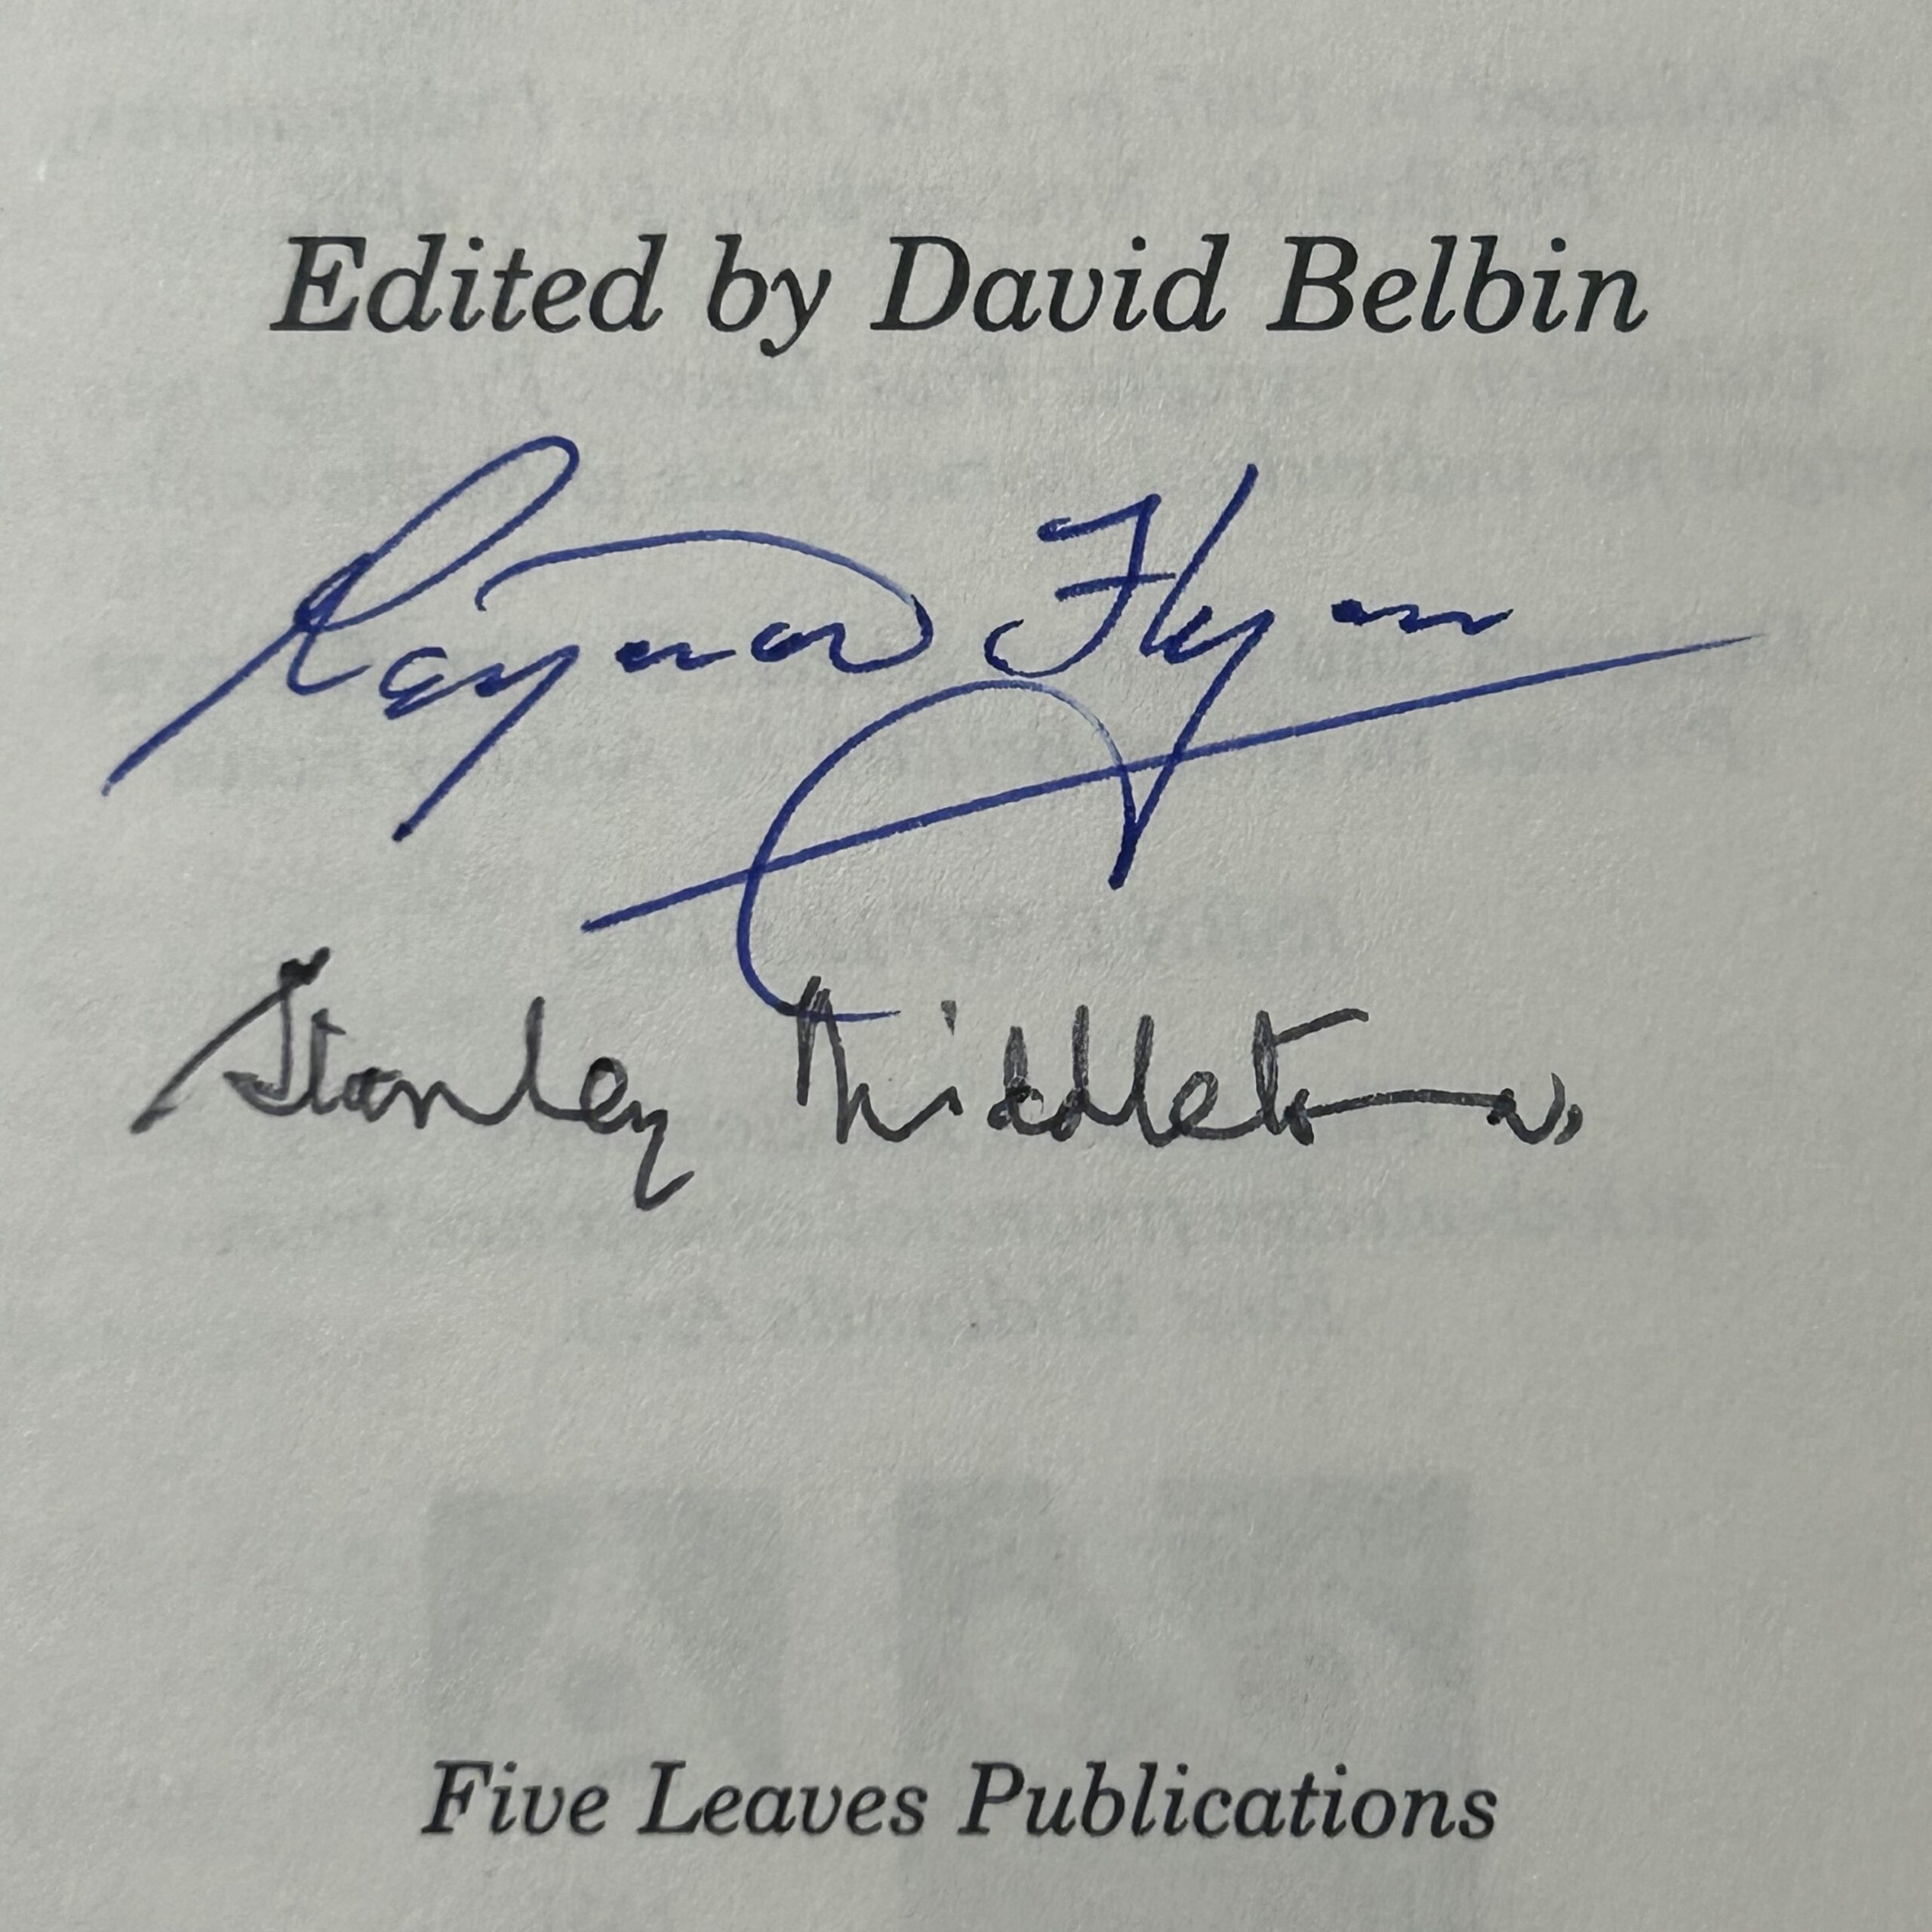 Edited by David Belbin
Raymond Flynn
Stanley Middleton
Five Leaves Publications